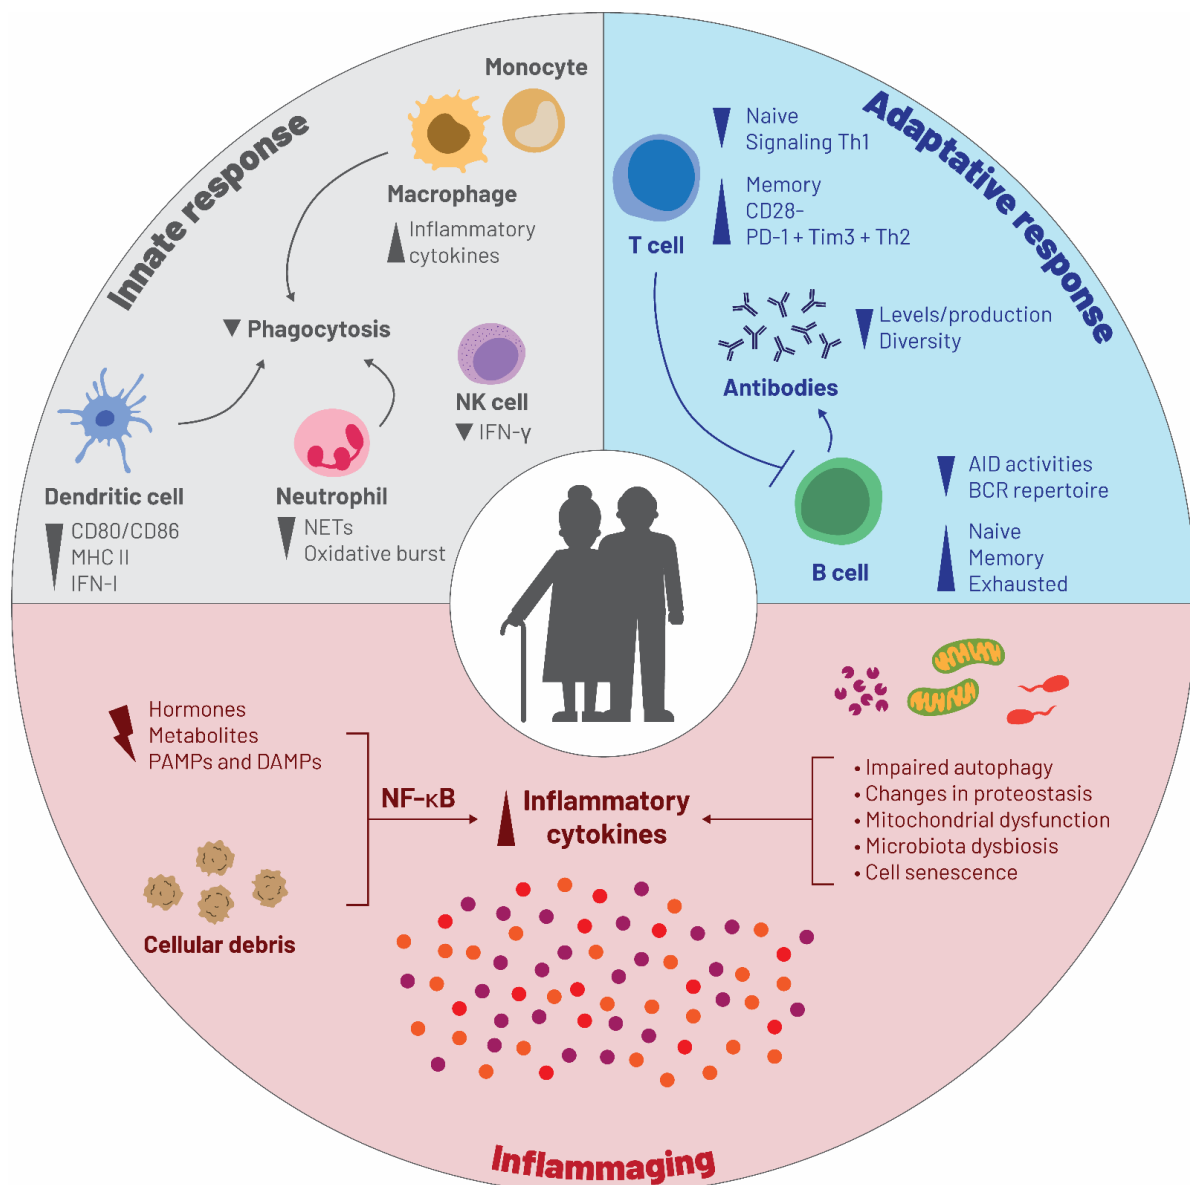 Innate response
Monocyte
Macrophage
Inflammatory
cytokines
Phagocytosis
NK cell
IFN-γ
Dendritic cell
CD80/CD86
MHC II
IFN-I
Neutrophil
NETs
Oxidative burst
Adaptative response
Naive
Signaling Th1
Memory
CD28-
PD-1 + Tim3 + Th2
T cell
Levels/production
Diversity
Antibodies
AID activities
BCR repertoire
Naive
Memory
Exhausted
B cell
Hormones
Metabolites
PAMPs and DAMPs
NF-κB
Cellular debris
Inflammatory
cytokines
• Impaired autophagy
• Changes in proteostasis
• Mitochondrial dysfunction
• Microbiota dysbiosis
• Cell senescence
Inflammaging